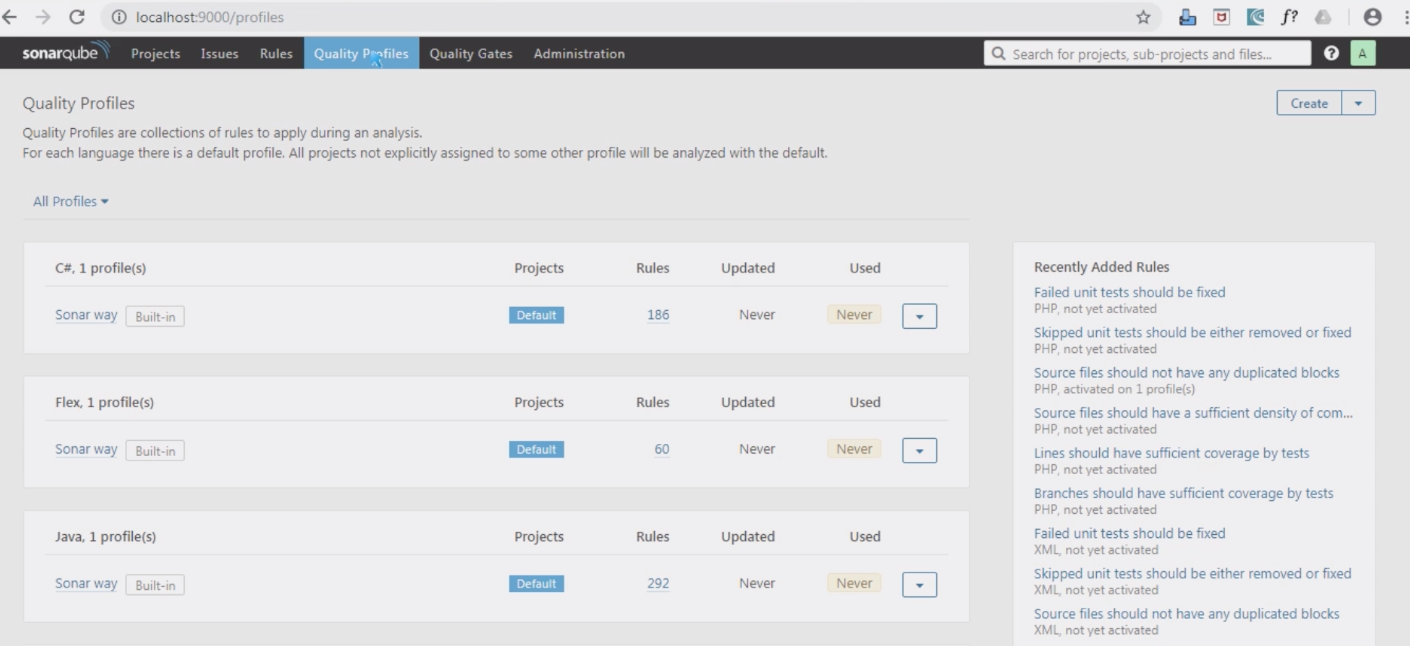 localhost:9000/profiles
f?
sonarqube Projects Issues Rules Quality Profiles Quality Gates Administration Search for projects, sub-projects and files... ? A
Quality Profiles
Create
Quality Profiles are collections of rules to apply during an analysis.
For each language there is a default profile. All projects not explicitly assigned to some other profile will be analyzed with the default.
All Profiles
C#, 1 profile(s) Projects Rules Updated Used
Sonar way Built-in Default 186 Never Never
Flex, 1 profile(s) Projects Rules Updated Used
Sonar way Built-in Default 60 Never Never
Java, 1 profile(s) Projects Rules Updated Used
Sonar way Built-in Default 292 Never Never
Recently Added Rules
Failed unit tests should be fixed
PHP, not yet activated
Skipped unit tests should be either removed or fixed
PHP, not yet activated
Source files should not have any duplicated blocks
PHP, activated on 1 profile(s)
Source files should have a sufficient density of com...
PHP, not yet activated
Lines should have sufficient coverage by tests
PHP, not yet activated
Branches should have sufficient coverage by tests
PHP, not yet activated
Failed unit tests should be fixed
XML, not yet activated
Skipped unit tests should be either removed or fixed
XML, not yet activated
Source files should not have any duplicated blocks
XML, not yet activated